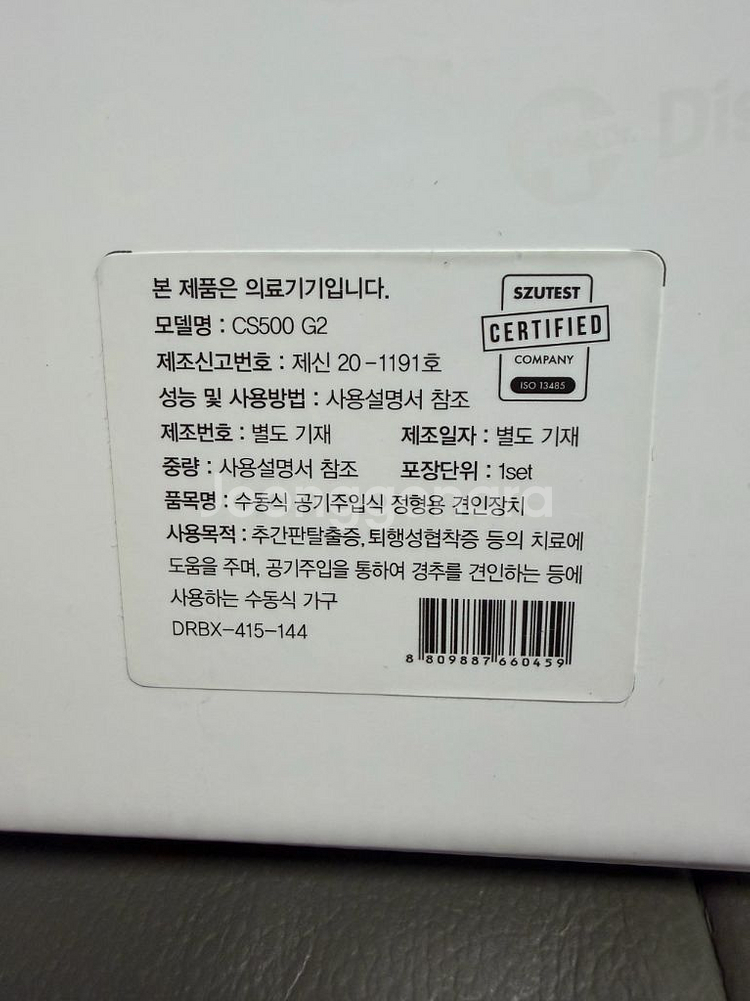 Dis
본 제품은 의료기기입니다.
모델명 : CS500 G2
제조신고번호 : 제신 20-1191호
성능 및 사용방법 : 사용설명서 참조
SZUTEST
CERTIFIED
COMPANY
ISO 13485
제조번호 : 별도 기재 제조일자 : 별도 기재
중량 : 사용설명서 참조 포장단위 : 1set
품목명 : 수동식 공기주입식 정형용 견인장치
사용목적 : 추간판탈출증, 퇴행성협착증 등의 치료에
도움을 주며, 공기주입을 통하여 경추를 견인하는 등에
사용하는 수동식 가구
DRBX-415-144
8 809887 660459